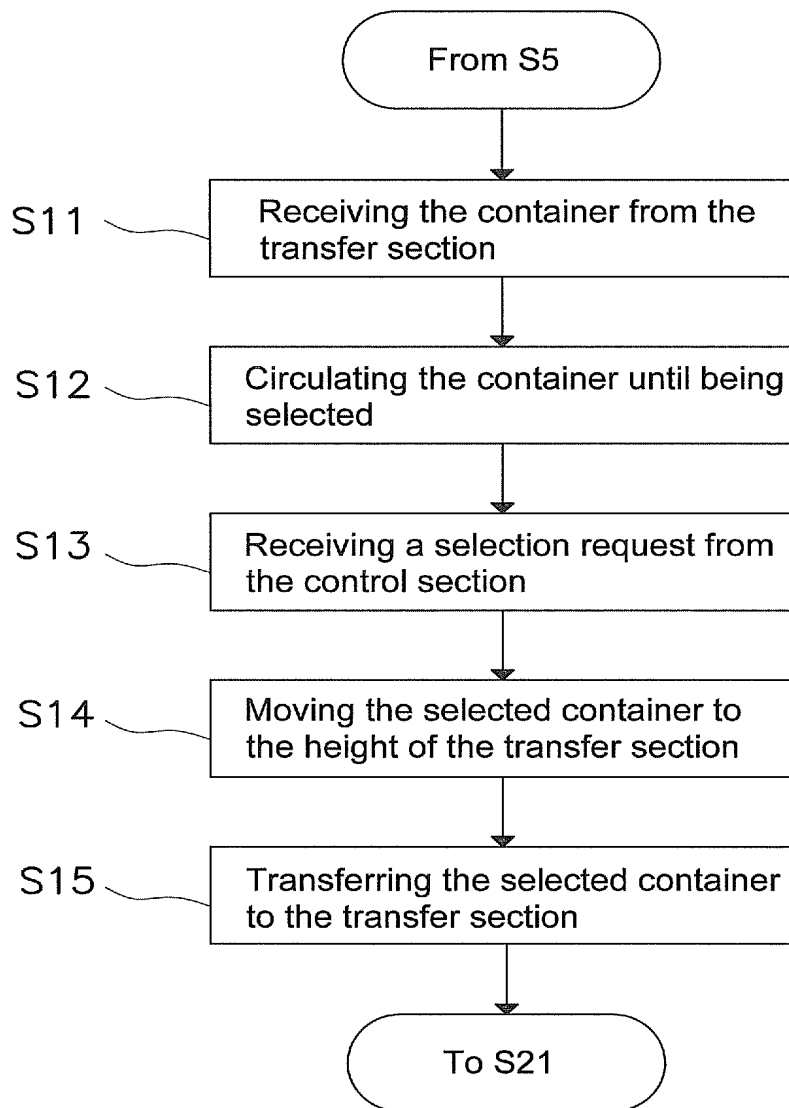 From S5
S11
Receiving the container from the
transfer section
S12
Circulating the container until being
selected
S13
Receiving a selection request from
the control section
S14
Moving the selected container to
the height of the transfer section
S15
Transferring the selected container
to the transfer section
To S21